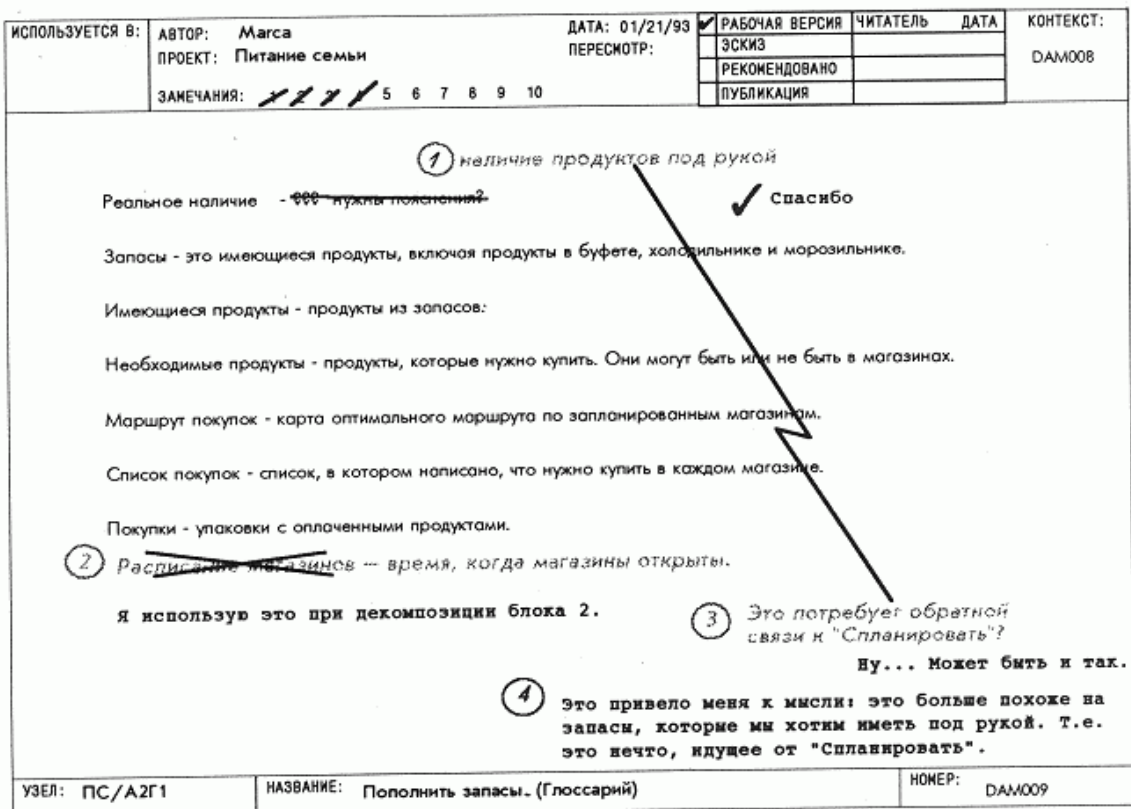 ИСПОЛЬЗУЕТСЯ В:
АВТОР: Marca
ДАТА: 01/21/93
РАБОЧАЯ ВЕРСИЯ
ЧИТАТЕЛЬ ДАТА
КОНТЕКСТ:
ПРОЕКТ: Питание семьи
ПЕРЕСМОТР:
ЭСКИЗ
DAM008
РЕКОМЕНДОВАНО
ЗАМЕЧАНИЯ: 1 2 3 4 5 6 7 8 9 10
ПУБЛИКАЦИЯ
1 наличие продуктов под рукой
Реальное наличие - ??? нужны пояснения?
Спасибо
Запасы - это имеющиеся продукты, включая продукты в буфете, холодильнике и морозильнике.
Имеющиеся продукты - продукты из запасов.
Необходимые продукты - продукты, которые нужно купить. Они могут быть или не быть в магазинах.
Маршрут покупок - карта оптимального маршрута по запланированным магазинам.
Список покупок - список, в котором написано, что нужно купить в каждом магазине.
Покупки - упаковки с оплаченными продуктами.
2 Расписание магазинов — время, когда магазины открыты.
Я использую это при декомпозиции блока 2.
3 Это потребует обратной
связи к "Спланировать"?
Ну... Может быть и так.
4 Это привело меня к мысли: это больше похоже на
запасы, которые мы хотим иметь под рукой. Т.е.
это нечто, идущее от "Спланировать".
УЗЕЛ: ПС/А2Г1
НАЗВАНИЕ: Пополнить запасы. (Глоссарий)
НОМЕР:
DAM009